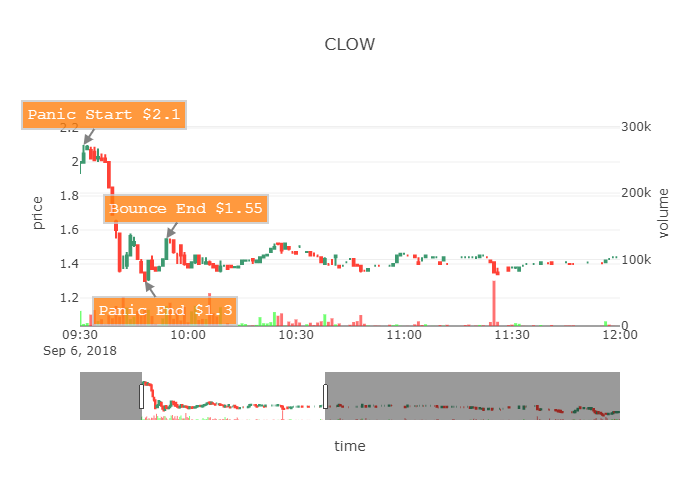 CLOW
Panic Start $2.1
2.2
300k
2
1.8
200k
Bounce End $1.55
price
volume
1.6
1.4
100k
1.2
Panic End $1.3
0
09:30
10:00
10:30
11:00
11:30
12:00
Sep 6, 2018
time